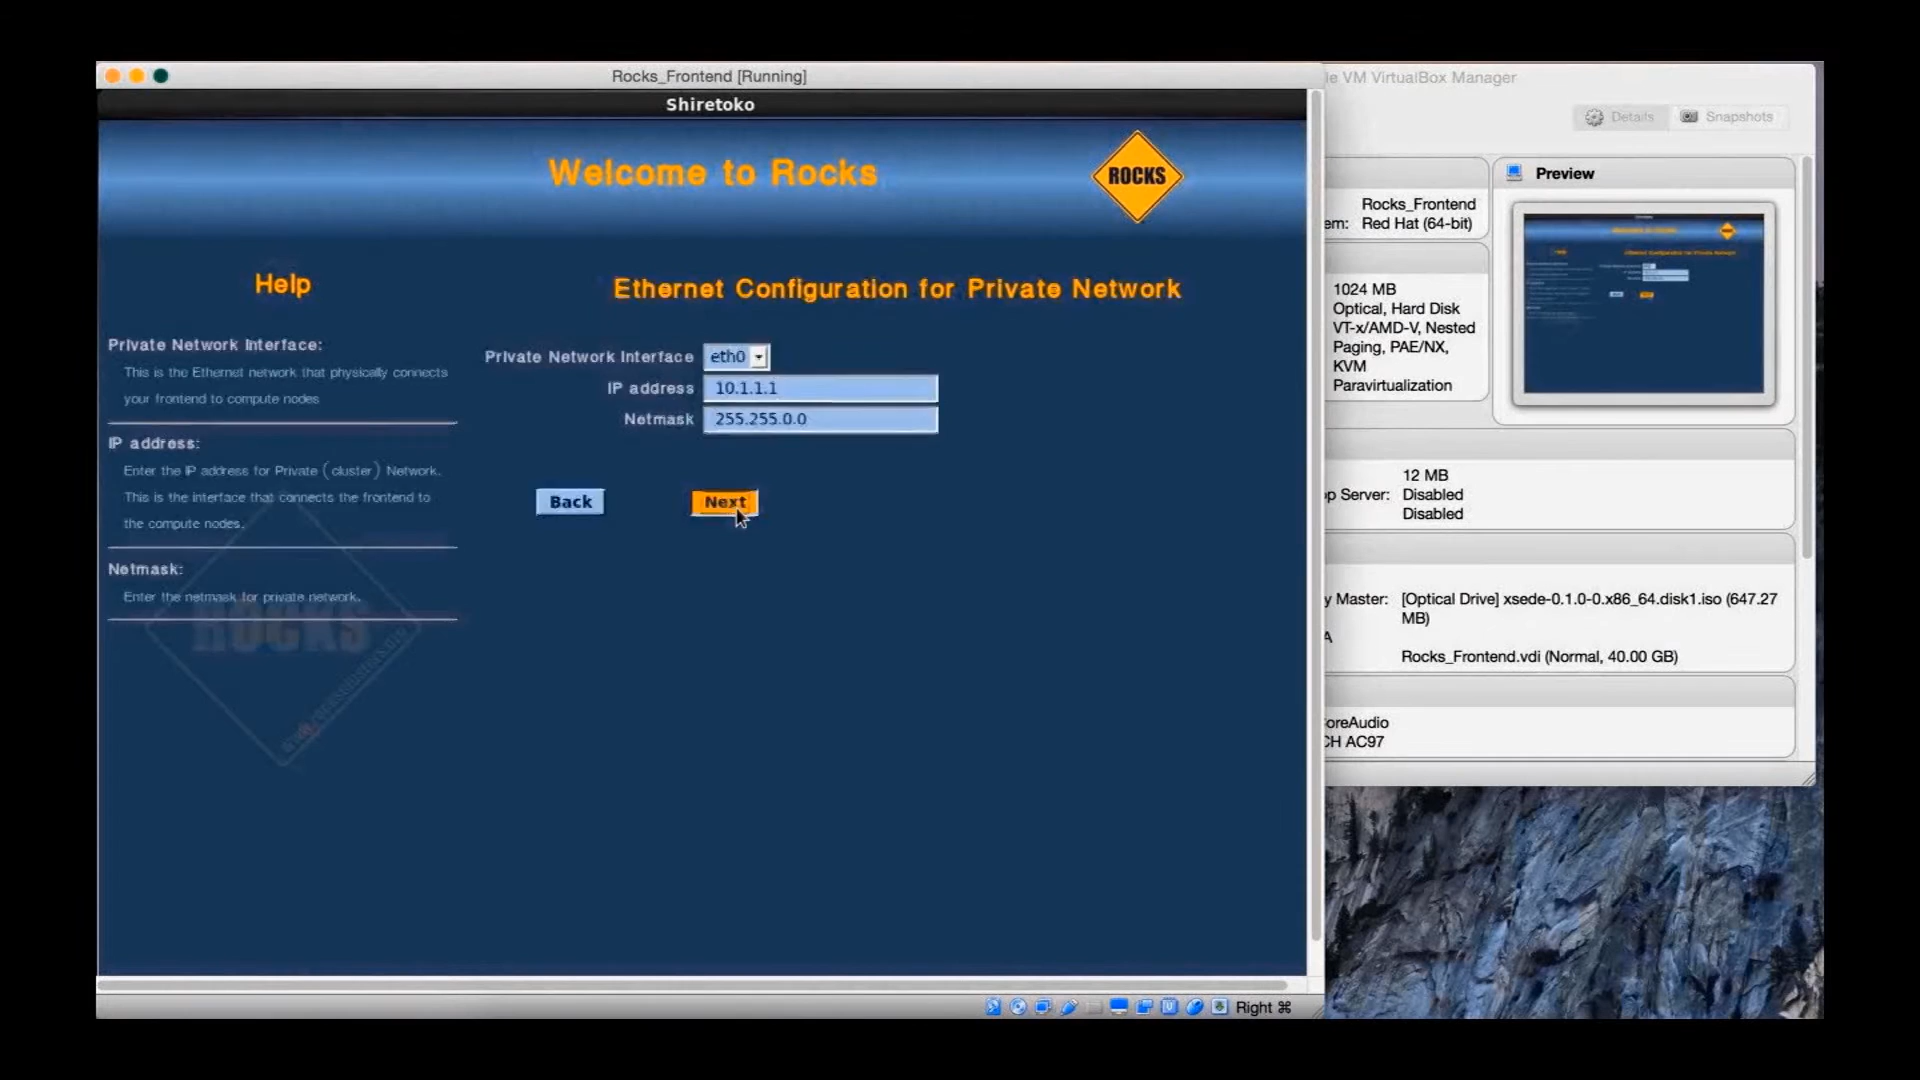 Rocks_Frontend [Running]
Shiretoko
Welcome to Rocks
ROCKS
Help
Private Network Interface:
This is the Ethernet network that physically connects
your frontend to compute nodes
IP address:
Enter the IP address for Private (cluster) Network.
This is the interface that connects the frontend to
the compute nodes.
Netmask:
Enter the netmask for private network.
ROCKS
Ethernet Configuration for Private Network
Private Network Interface eth0
IP address 10.1.1.1
Netmask 255.255.0.0
Back Next
Right ⌘
le VM VirtualBox Manager
Details Snapshots
Rocks_Frontend
em: Red Hat (64-bit)
1024 MB
Optical, Hard Disk
VT-x/AMD-V, Nested
Paging, PAE/NX,
KVM
Paravirtualization
Preview
12 MB
p Server: Disabled
Disabled
y Master: [Optical Drive] xsede-0.1.0-0.x86_64.disk1.iso (647.27
MB)
A
Rocks_Frontend.vdi (Normal, 40.00 GB)
CoreAudio
CH AC97